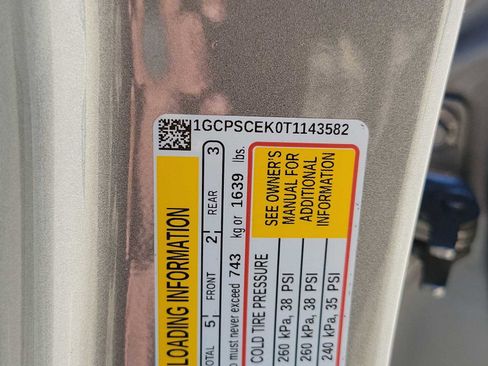 1GCPSCEK0T1143582
LOADING INFORMATION
OTAL 5 FRONT 2 REAR 3
must never exceed 743 kg or 1639 lbs.
COLD TIRE PRESSURE
260 kPa, 38 PSI
260 kPa, 38 PSI
240 kPa, 35 PSI
SEE OWNER'S
MANUAL FOR
ADDITIONAL
INFORMATION